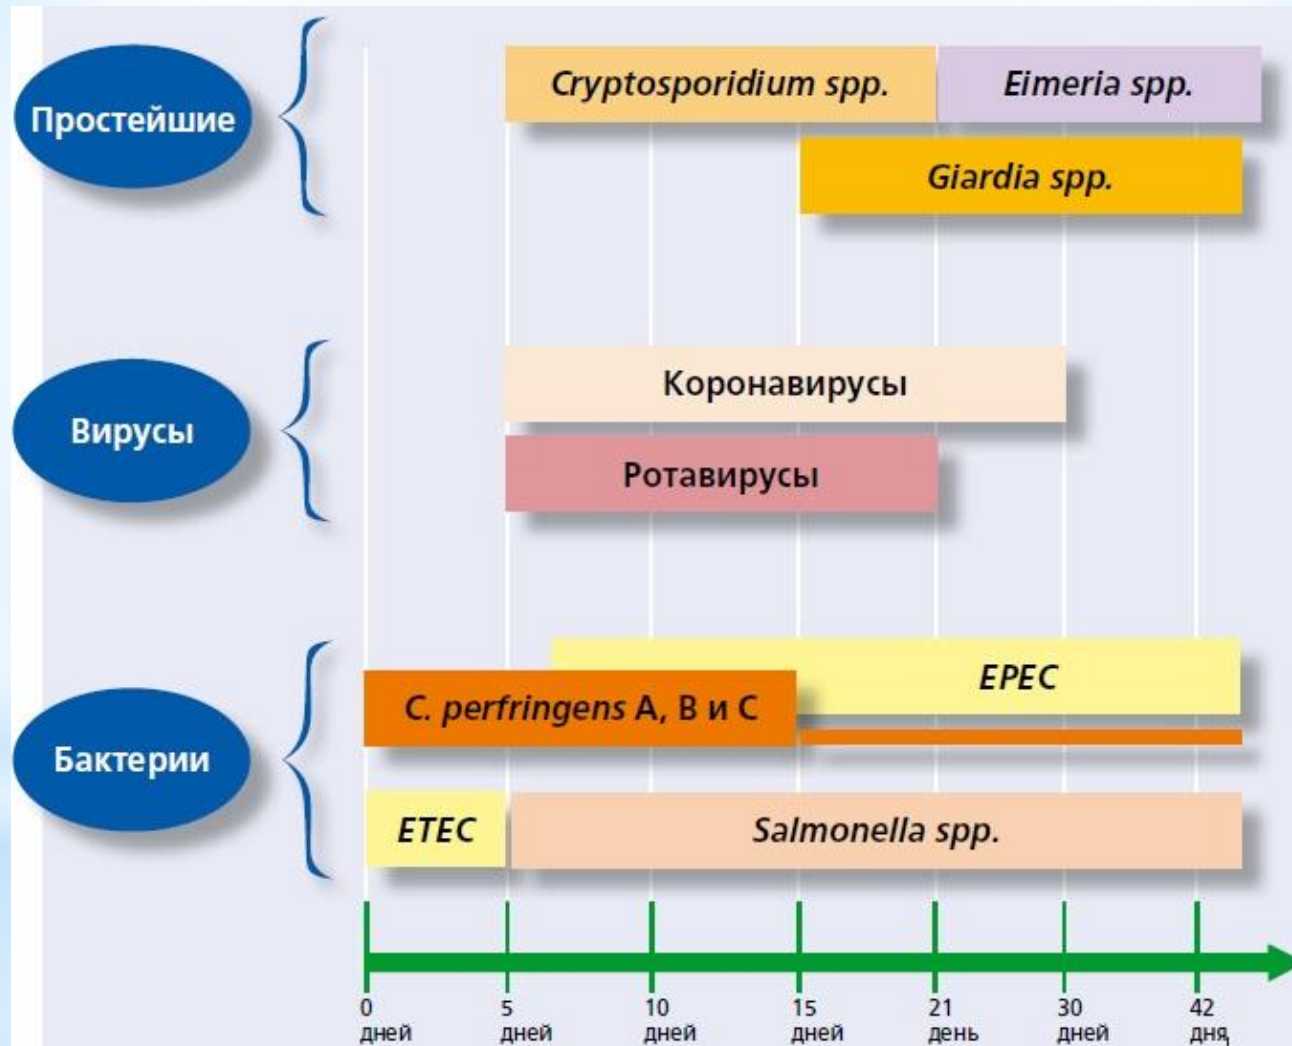 Простейшие
Cryptosporidium spp.
Eimeria spp.
Giardia spp.
Вирусы
Коронавирусы
Ротавирусы
Бактерии
EPEC
C. perfringens А, В и С
ETEC
Salmonella spp.
0
дней
5
дней
10
дней
15
дней
21
день
30
дней
42
дня